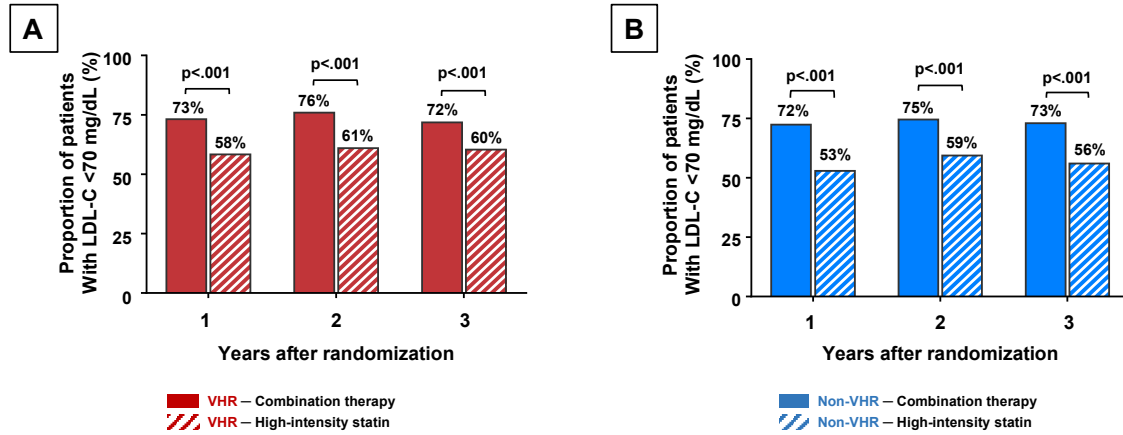 A
Proportion of patients
With LDL-C <70 mg/dL (%)
100
75
50
25
0
p<.001
p<.001
p<.001
73%
58%
76%
61%
72%
60%
1
2
3
Years after randomization
VHR — Combination therapy
VHR — High-intensity statin
B
Proportion of patients
With LDL-C <70 mg/dL (%)
100
75
50
25
0
p<.001
p<.001
p<.001
72%
53%
75%
59%
73%
56%
1
2
3
Years after randomization
Non-VHR — Combination therapy
Non-VHR — High-intensity statin